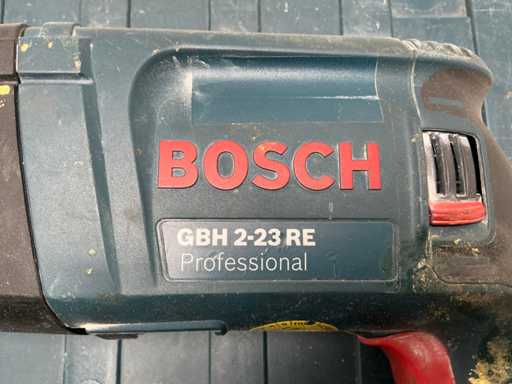 BOSCH
GBH 2-23 RE
Professional